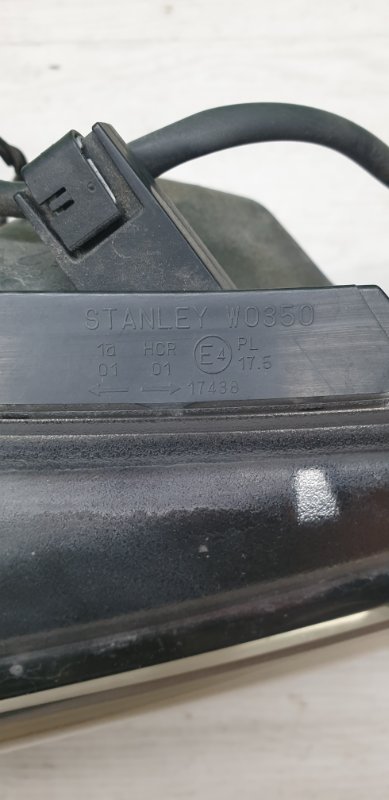 STANLEY W0350
1a HCR E4 PL
01 01 17.5
←→ 17438